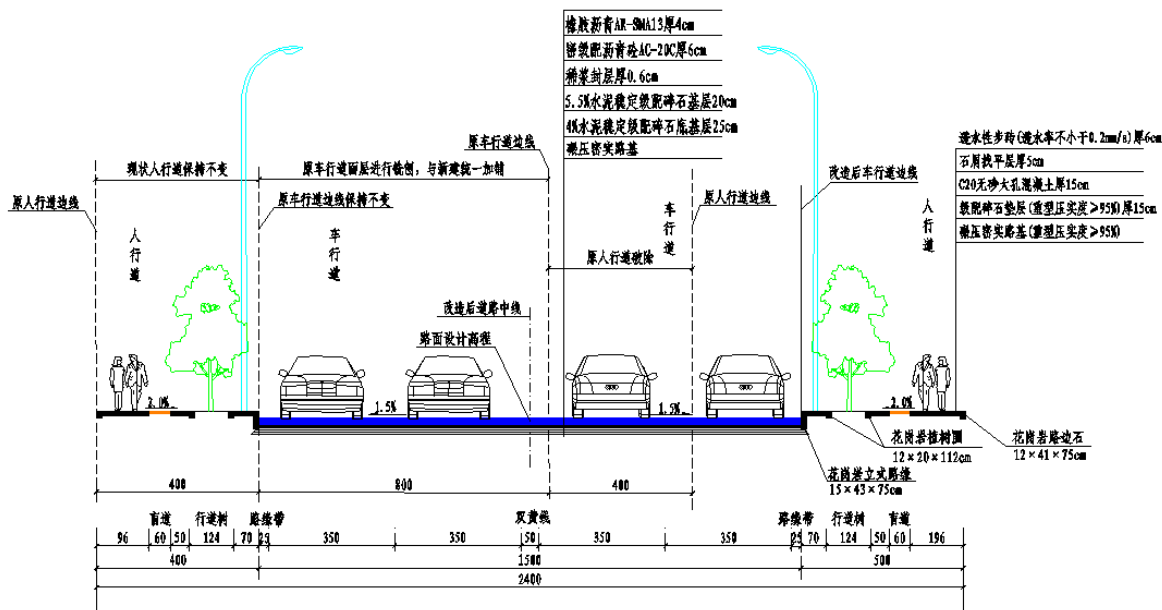 橡胶沥青AR-SMA13厚4cm
密级配沥青砼AC-20C厚6cm
稀浆封层厚0.6cm
5.5%水泥稳定级配碎石基层20cm
4%水泥稳定级配碎石底基层25cm
碾压密实路基
透水性步砖(透水率不小于0.2mm/s)厚6cm
石屑找平层厚5cm
C20无砂大孔混凝土厚15cm
级配碎石垫层(重型压实度≥95%)厚15cm
碾压密实路基(重型压实度≥95%)
原车行道边线
现状人行道保持不变
原车行道面层进行铣刨,与新建统一加铺
改造后车行道边线
原人行道边线
原车行道边线保持不变
原人行道边线
人行道
车行道
车行道
人行道
原人行道破除
改造后道路中线
路面设计高程
2.0%
1.5%
1.5%
2.0%
花岗岩植树圈
12×20×112cm
花岗岩路边石
12×41×75cm
花岗岩立式路缘
15×43×75cm
400
800
400
盲道
行道树
路缘带
双黄线
路缘带
行道树
盲道
96
60
50
124
70
25
350
350
50
350
350
25
70
124
50
60
196
400
1500
500
2400